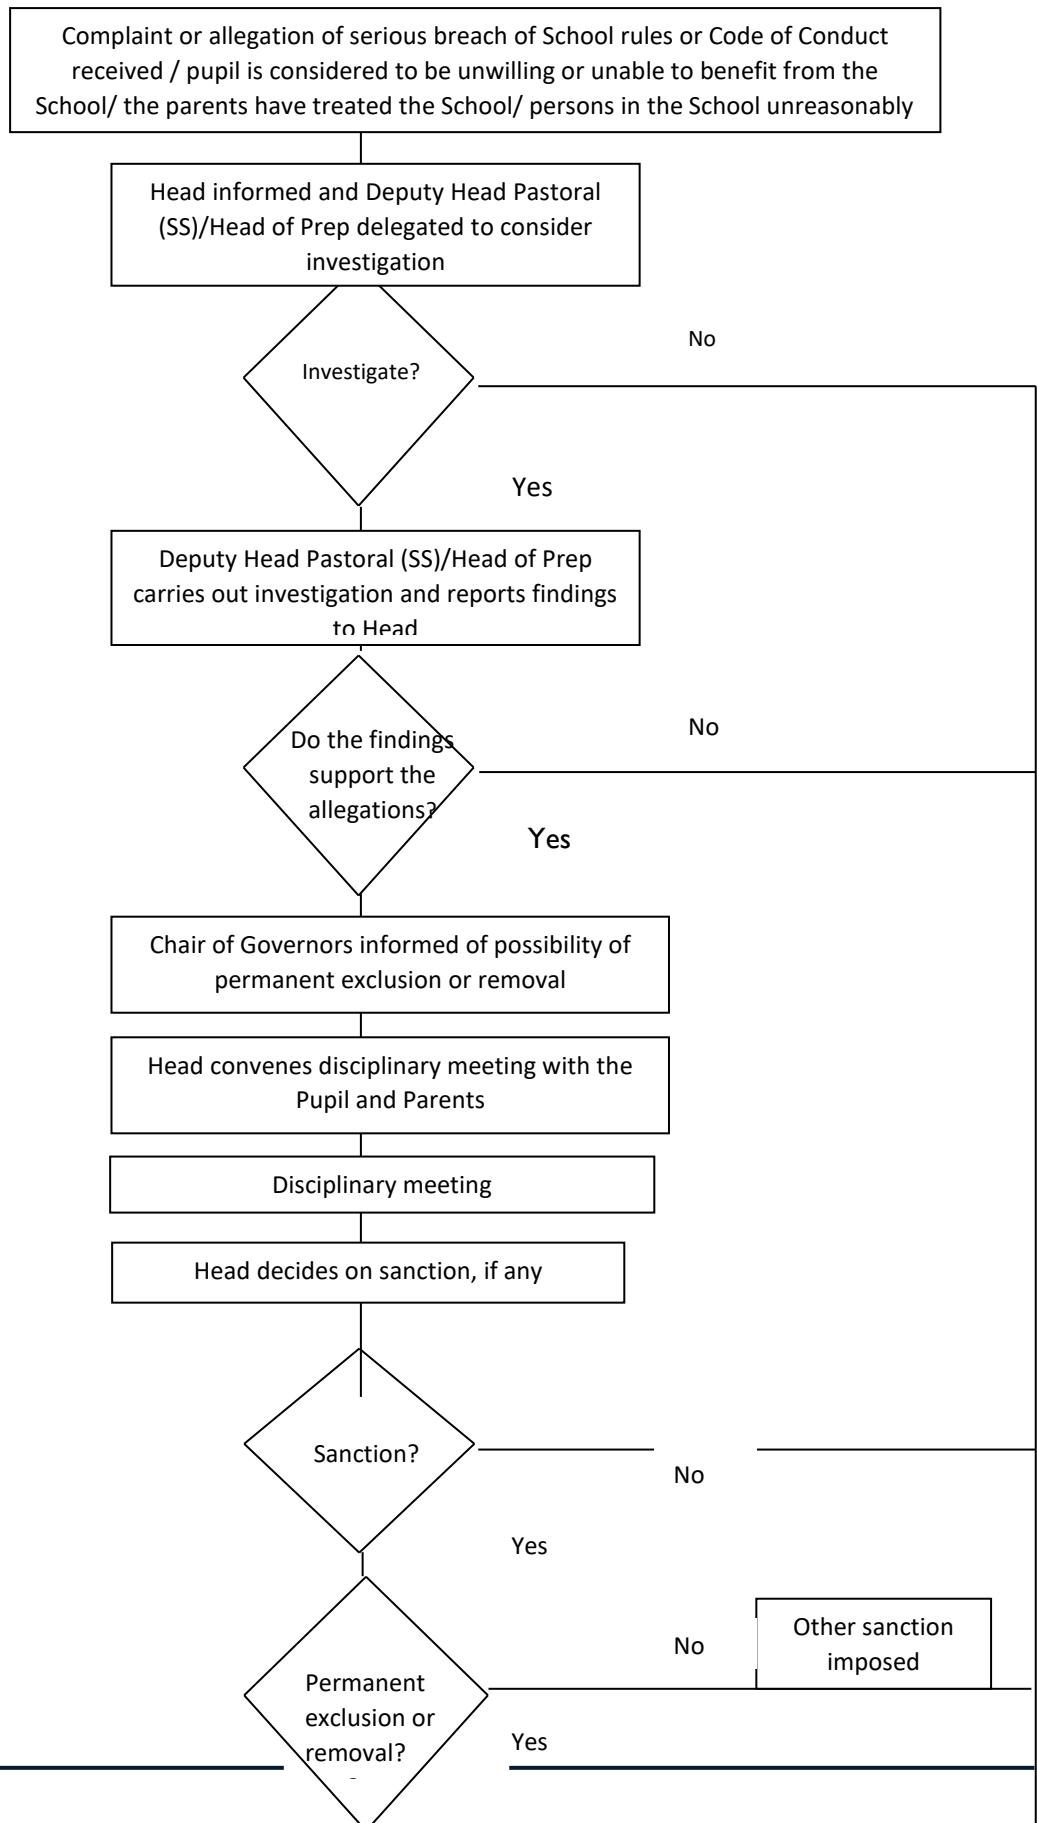 Complaint or allegation of serious breach of School rules or Code of Conduct
received / pupil is considered to be unwilling or unable to benefit from the
School/ the parents have treated the School/ persons in the School unreasonably
Head informed and Deputy Head Pastoral
(SS)/Head of Prep delegated to consider
investigation
No
Investigate?
Yes
Deputy Head Pastoral (SS)/Head of Prep
carries out investigation and reports findings
to Head
No
Do the findings
support the
allegations?
Yes
Chair of Governors informed of possibility of
permanent exclusion or removal
Head convenes disciplinary meeting with the
Pupil and Parents
Disciplinary meeting
Head decides on sanction, if any
Sanction?
No
Yes
Other sanction
imposed
No
Permanent
exclusion or
removal?
Yes